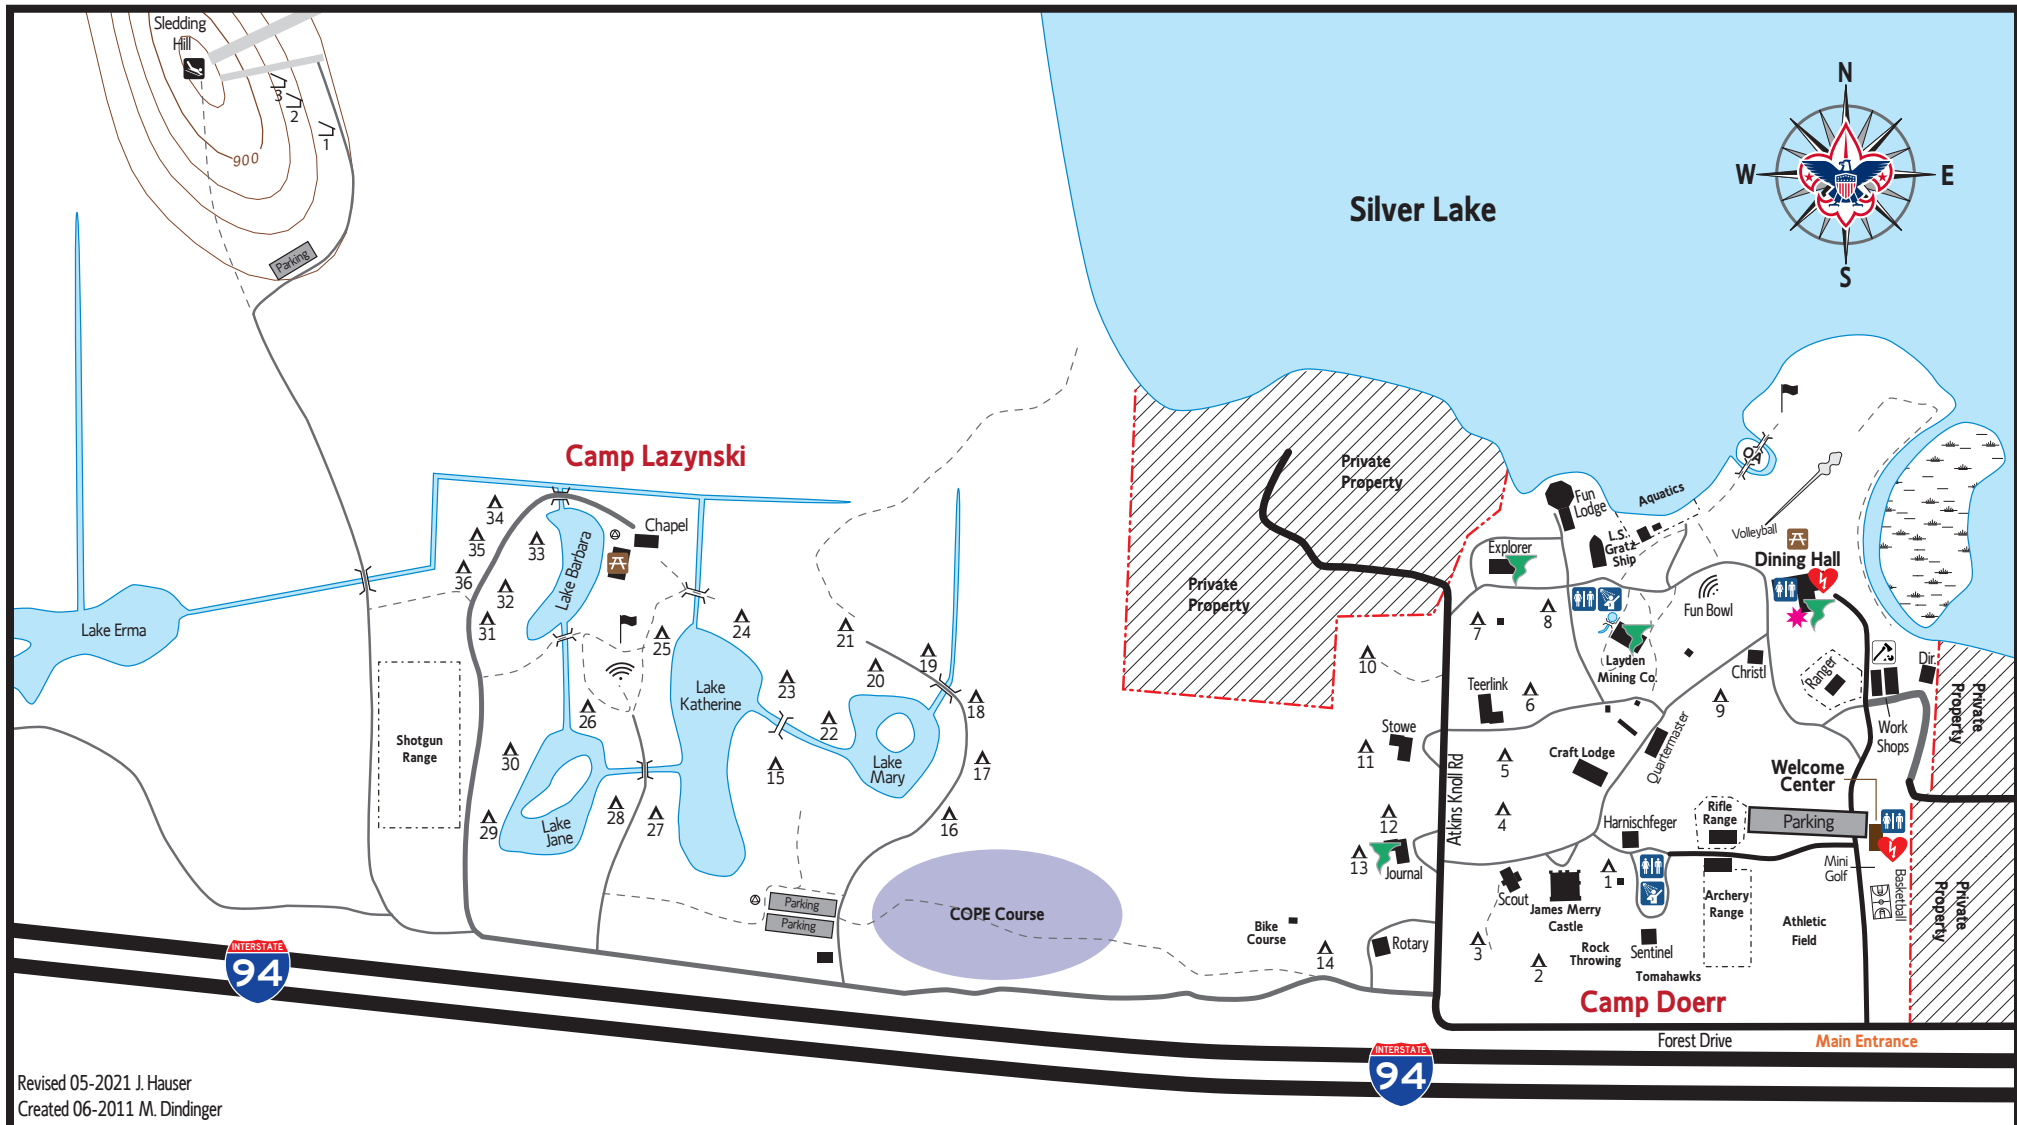 Sledding
Hill
3
2
1
900
Parking
N
W
E
S
Silver Lake
Camp Lazynski
Private
Property
Private
Property
OA
Aquatics
Fun
Lodge
Volleyball
L.S.
Gratz
Ship
Explorer
Dining Hall
Fun Bowl
34
35
33
36
32
31
Chapel
Lake Barbara
Lake Erma
24
25
21
19
20
18
23
22
17
Lake
Katherine
Lake
Mary
26
30
15
16
Shotgun
Range
29
28
27
Lake
Jane
7
8
10
Layden
Mining Co.
Christl
Ranger
Dir.
Teerlink
6
9
Stowe
11
5
Quartermaster
Craft Lodge
Work
Shops
Private
Property
Welcome
Center
Atkins Knoll Rd
4
12
13
Journal
Harnischfeger
Rifle
Range
Parking
Mini
Golf
Basketball
1
Scout
James Merry
Castle
Archery
Range
Athletic
Field
Private
Property
Parking
Parking
COPE Course
Bike
Course
14
Rotary
3
2
Rock
Throwing
Sentinel
Tomahawks
Camp Doerr
Forest Drive
Main Entrance
INTERSTATE
94
INTERSTATE
94
Revised 05-2021 J. Hauser
Created 06-2011 M. Dindinger